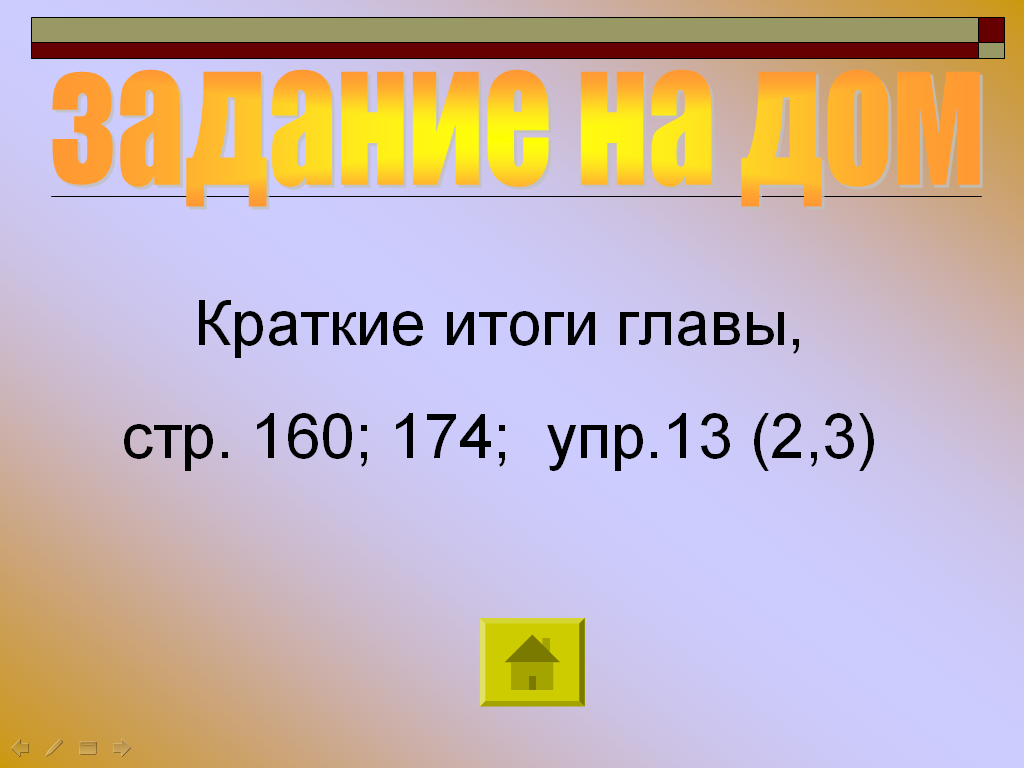 задание на дом
Краткие итоги главы,
стр. 160; 174; упр.13 (2,3)